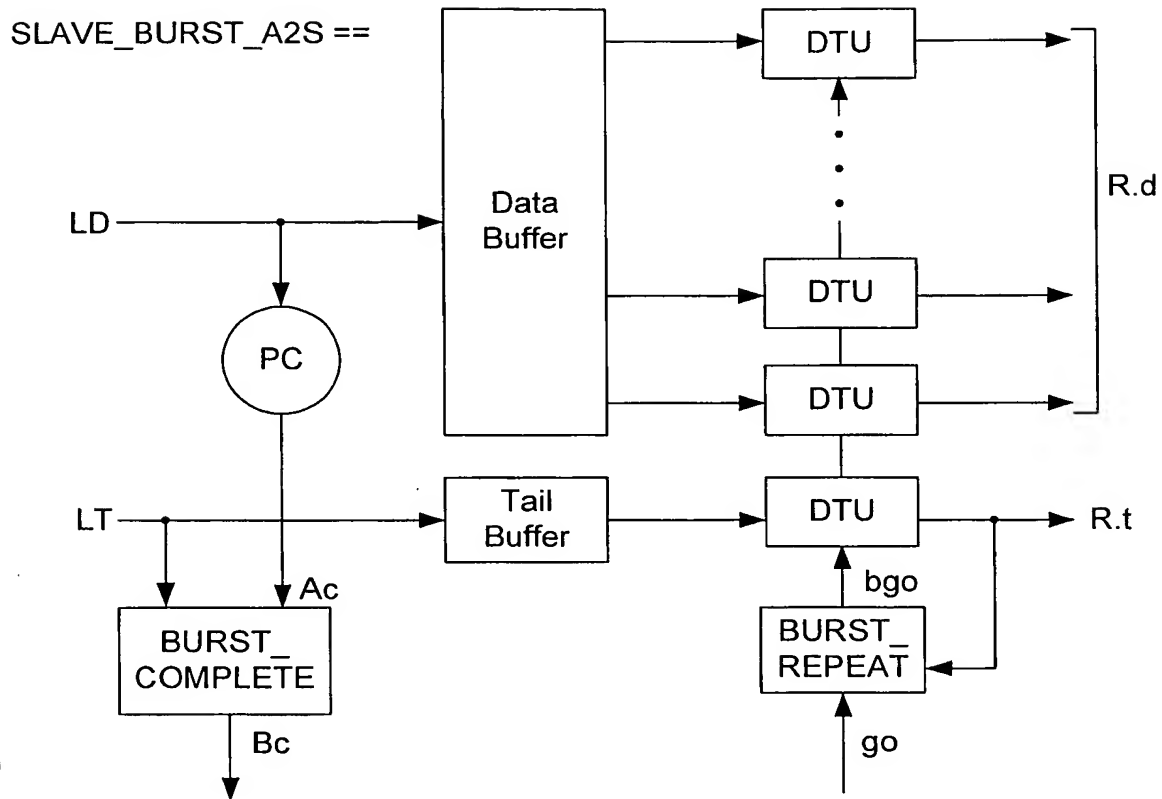 SLAVE_BURST_A2S ==
DTU
R.d
LD
Data
Buffer
DTU
PC
DTU
LT
Tail
Buffer
DTU
R.t
Ac
bgo
BURST_
COMPLETE
BURST_
REPEAT
Bc
go